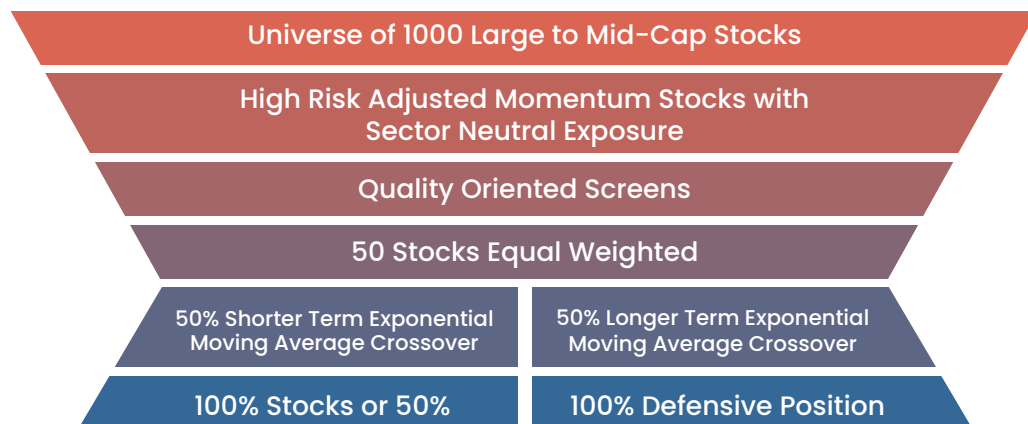 Universe of 1000 Large to Mid-Cap Stocks
High Risk Adjusted Momentum Stocks with
Sector Neutral Exposure
Quality Oriented Screens
50 Stocks Equal Weighted
50% Shorter Term Exponential
Moving Average Crossover
50% Longer Term Exponential
Moving Average Crossover
100% Stocks or 50%
100% Defensive Position